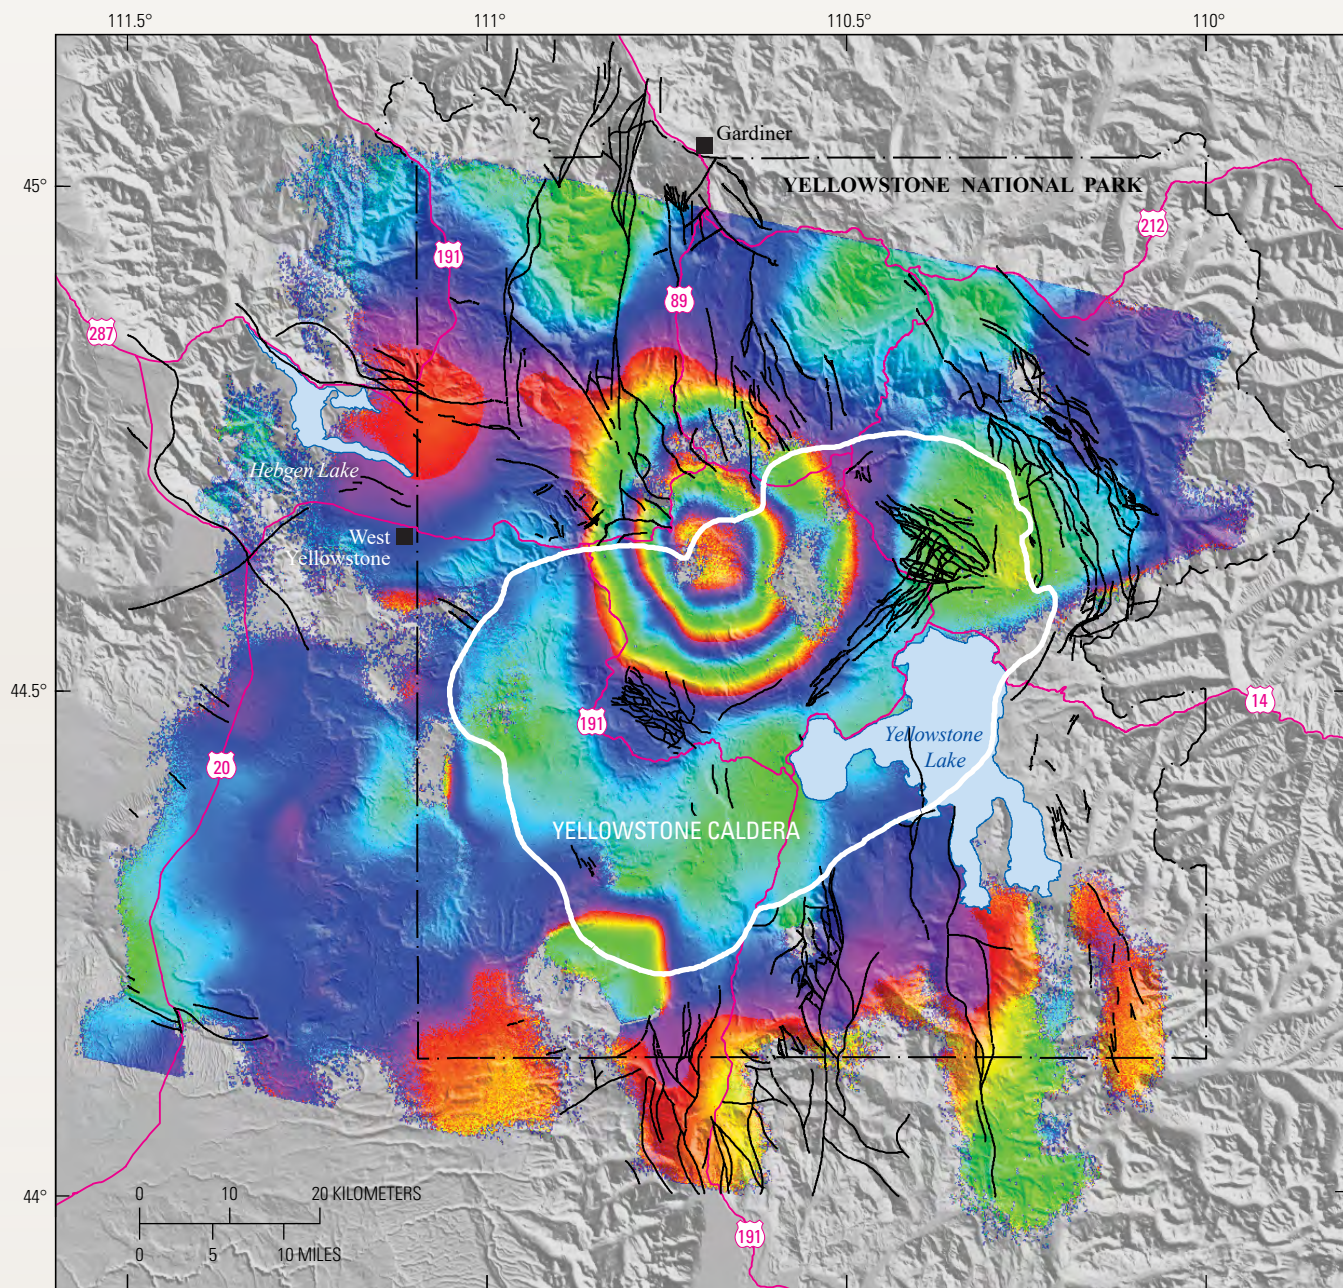 111.5°
111°
110.5°
110°
Gardiner
45°
YELLOWSTONE NATIONAL PARK
212
191
89
287
Hebgen Lake
West
Yellowstone
44.5°
14
191
Yellowstone
Lake
20
YELLOWSTONE CALDERA
44°
0 10 20 KILOMETERS
0 5 10 MILES
191